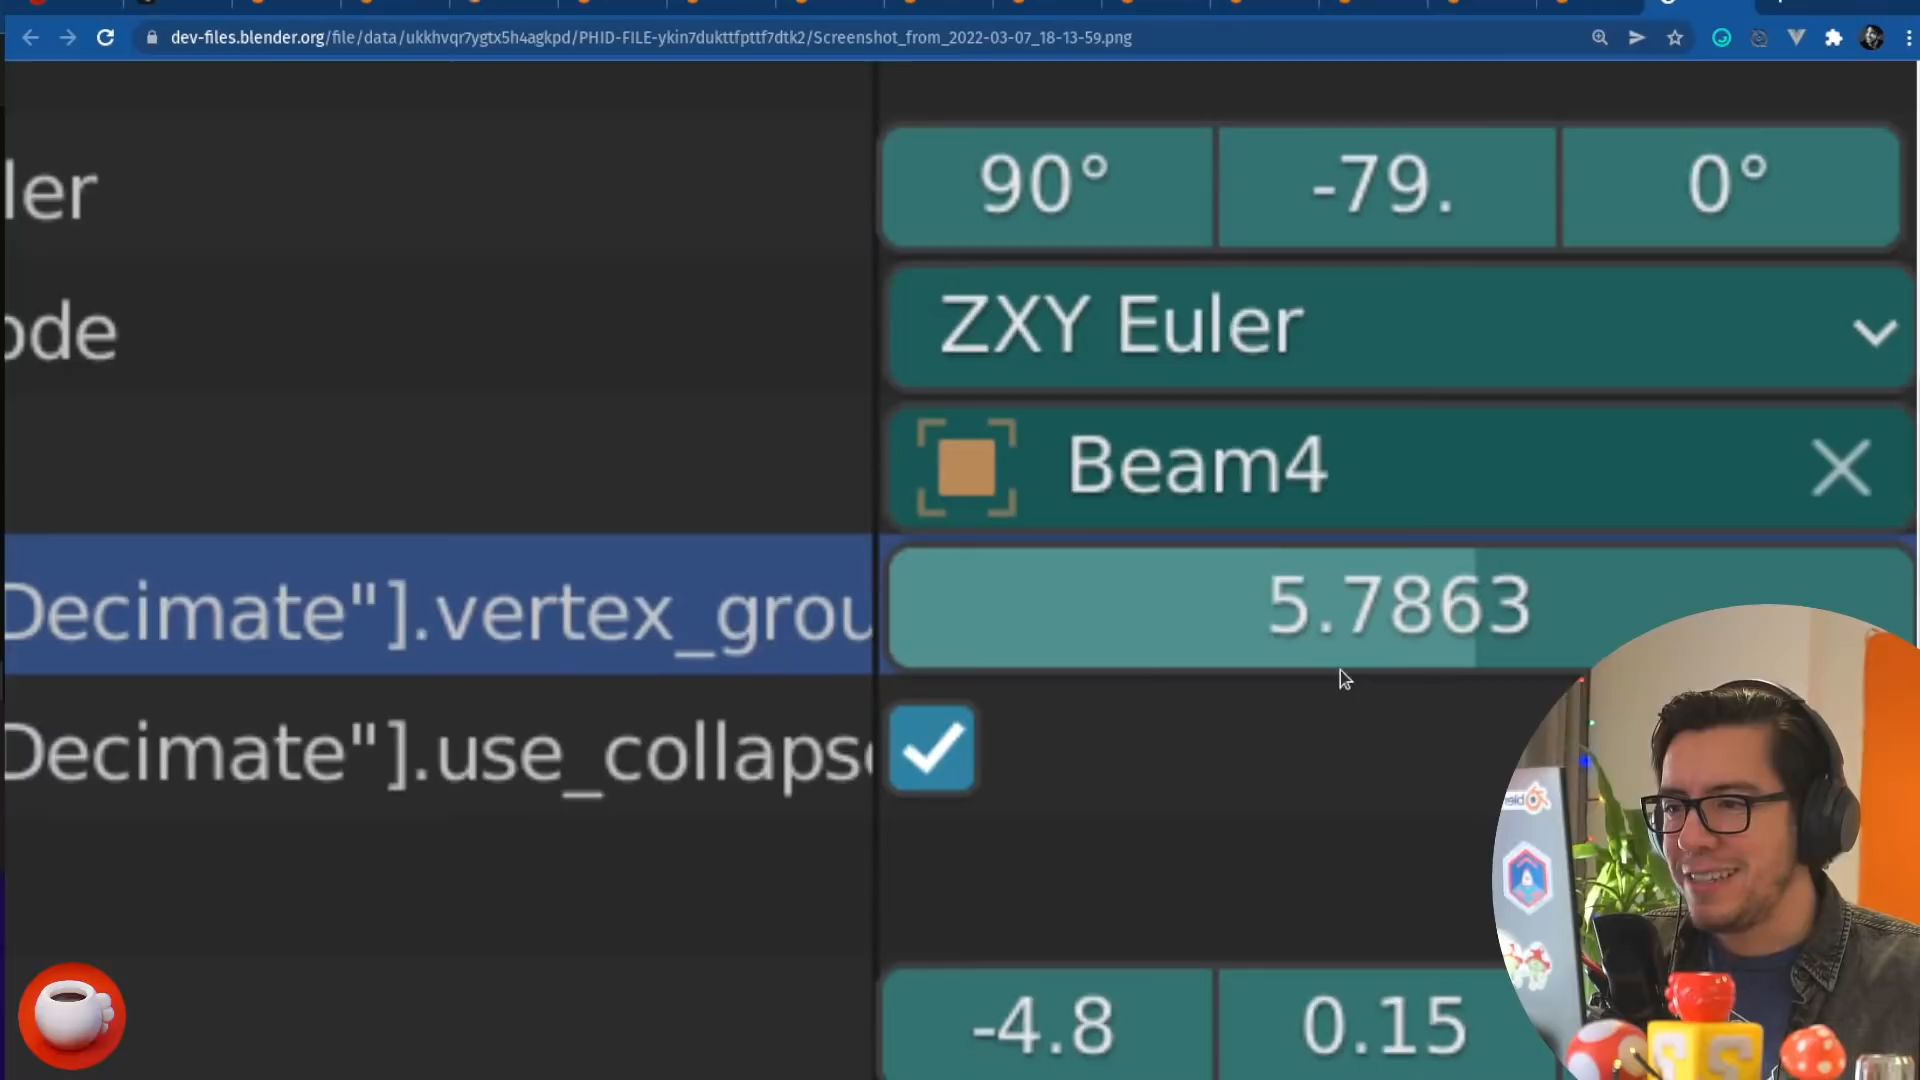 dev-files.blender.org/file/data/ukkhvqr7ygtx5h4agkpd/PHID-FILE-ykin7dukttfpttf7dtk2/Screenshot_from_2022-03-07_18-13-59.png
ler
90°
-79.
0°
ode
ZXY Euler
Beam4
Decimate"].vertex_grou
5.7863
Decimate"].use_collaps
-4.8
0.15
S
S